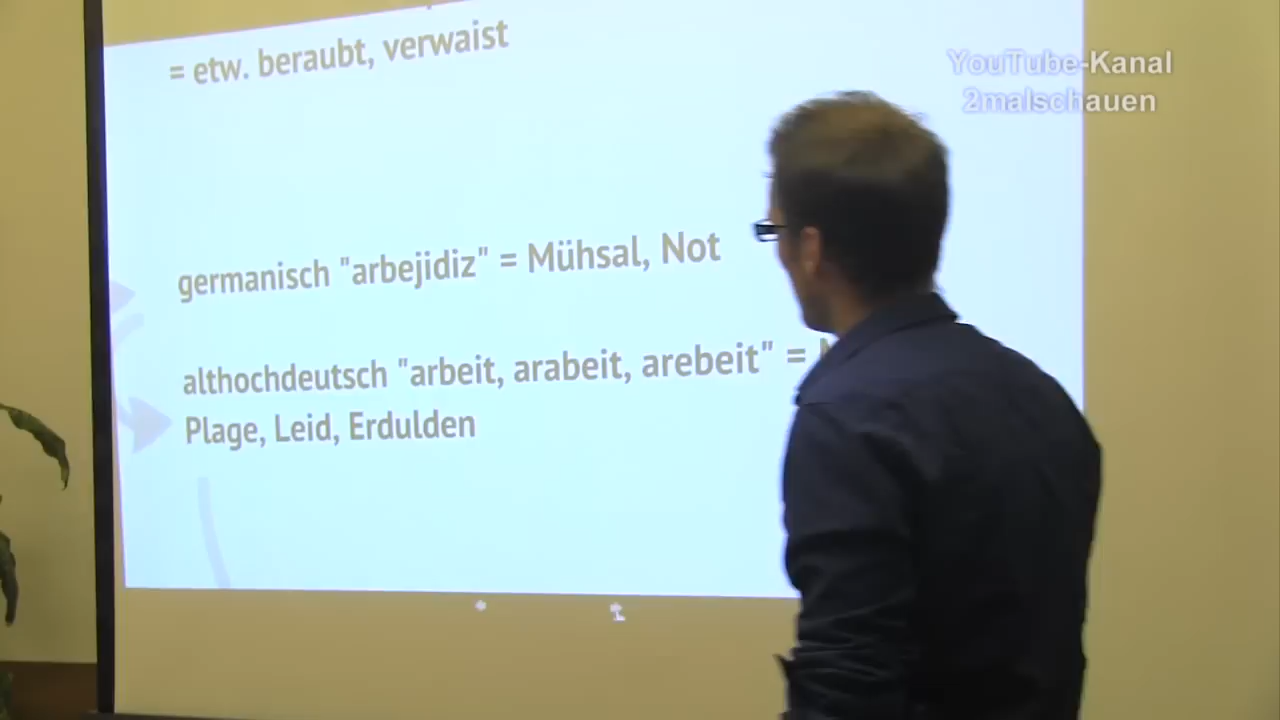 = etw. beraubt, verwaist
YouTube-Kanal
2malschauen
germanisch "arbejidiz" = Mühsal, Not
althochdeutsch "arbeit, arabeit, arebeit" =
Plage, Leid, Erdulden